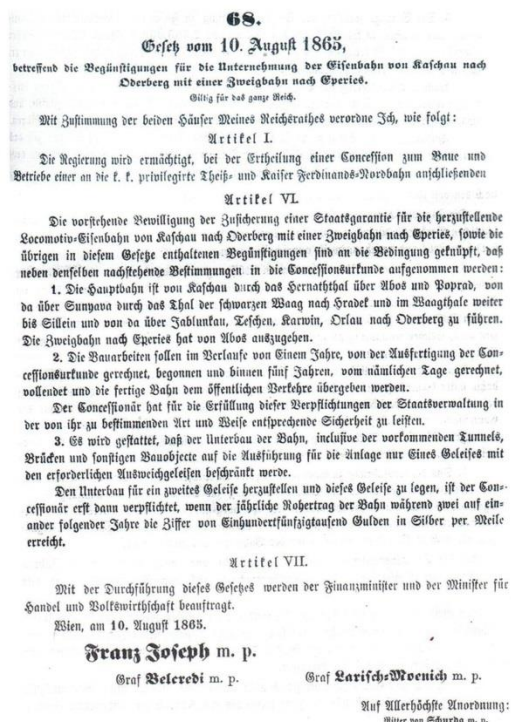 68.
Gesetz vom 10. August 1865,
betreffend die Begünstigungen für die Unternehmung der Eisenbahn von Kaschau nach
Oderberg mit einer Zweigbahn nach Eperies.
Giltig für das ganze Reich.
Mit Zustimmung der beiden Häuser Meines Reichsrathes verordne Ich, wie folgt:
Artikel I.
Die Regierung wird ermächtigt, bei der Ertheilung einer Concession zum Baue und
Betriebe einer an die k. k. privilegirte Theiß- und Kaiser Ferdinands-Nordbahn anschließenden
Artikel VI.
Die vorstehende Bewilligung der Zusicherung einer Staatsgarantie für die herzustellende
Locomotiv-Eisenbahn von Kaschau nach Oderberg mit einer Zweigbahn nach Eperies, sowie die
übrigen in diesem Gesetze enthaltenen Begünstigungen sind an die Bedingung geknüpft, daß
neben denselben nachstehende Bestimmungen in die Concessionsurkunde aufgenommen werden:
1. Die Hauptbahn ist von Kaschau durch das Hernaththal über Abos und Poprad, von
da über Sunyava durch das Thal der schwarzen Waag nach Hradek und im Waagthale weiter
bis Sillein und von da über Jablunkau, Teschen, Karwin, Orlau nach Oderberg zu führen.
Die Zweigbahn nach Eperies hat von Abos auszugehen.
2. Die Bauarbeiten sollen im Verlaufe von Einem Jahre, von der Ausfertigung der Con-
cessionsurkunde gerechnet, begonnen und binnen fünf Jahren, vom nämlichen Tage gerechnet,
vollendet und die fertige Bahn dem öffentlichen Verkehre übergeben werden.
Der Concessionär hat für die Erfüllung dieser Verpflichtungen der Staatsverwaltung in
der von ihr zu bestimmenden Art und Weise entsprechende Sicherheit zu leisten.
3. Es wird gestattet, daß der Unterbau der Bahn, inclusive der vorkommenden Tunnels,
Brücken und sonstigen Bauobjecte auf die Ausführung für die Anlage nur Eines Geleises mit
den erforderlichen Ausweichgeleisen beschränkt werde.
Den Unterbau für ein zweites Geleise herzustellen und dieses Geleise zu legen, ist der Con-
cessionär erst dann verpflichtet, wenn der jährliche Rohertrag der Bahn während zwei auf ein-
ander folgender Jahre die Ziffer von Einhundertfünfzigtausend Gulden in Silber per Meile
erreicht.
Artikel VII.
Mit der Durchführung dieses Gesetzes werden der Finanzminister und der Minister für
Handel und Volkswirthschaft beauftragt.
Wien, am 10. August 1865.
Franz Joseph m. p.
Graf Belcredi m. p. Graf Larisch-Moenich m. p.
Auf Allerhöchste Anordnung:
Ritter von Schurda m. p.